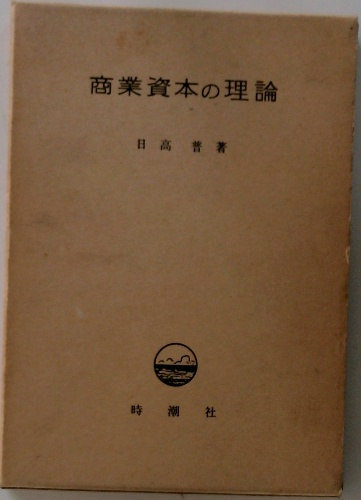 商業資本の理論
日高 普 著
時潮社